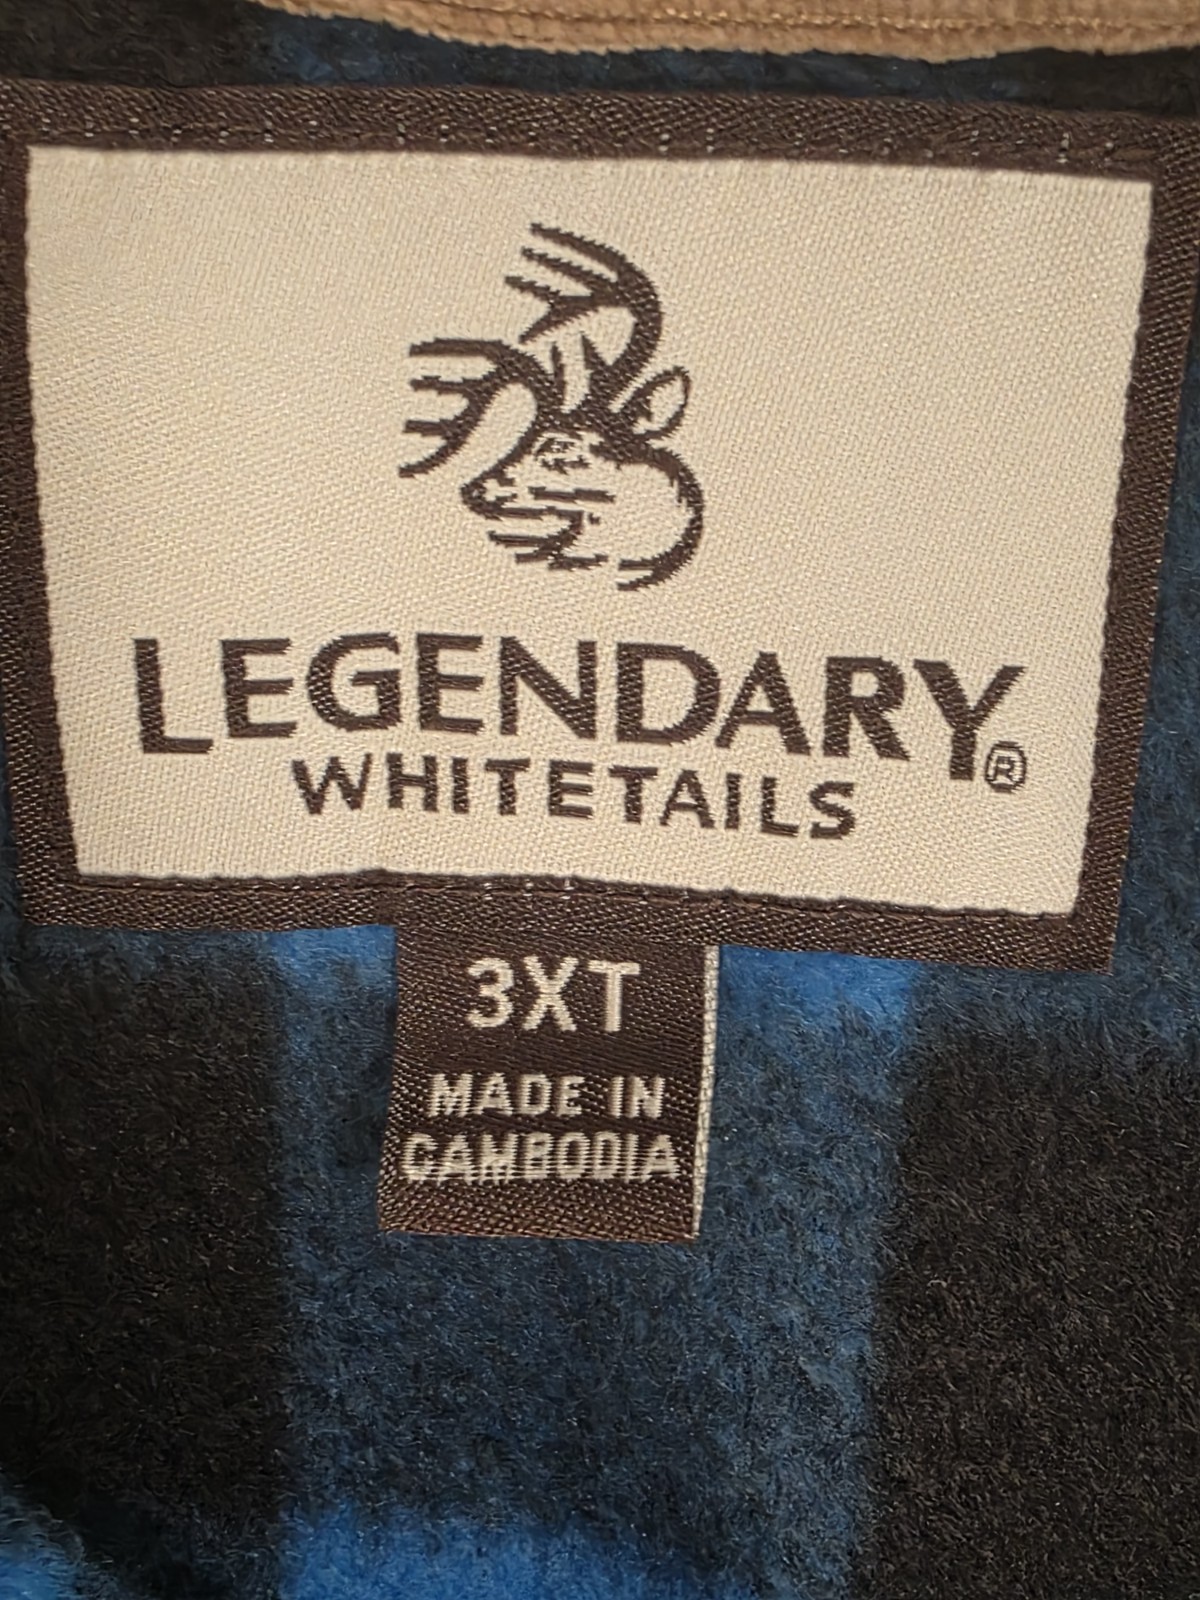 LEGENDARY®
WHITETAILS
3XT
MADE IN
CAMBODIA